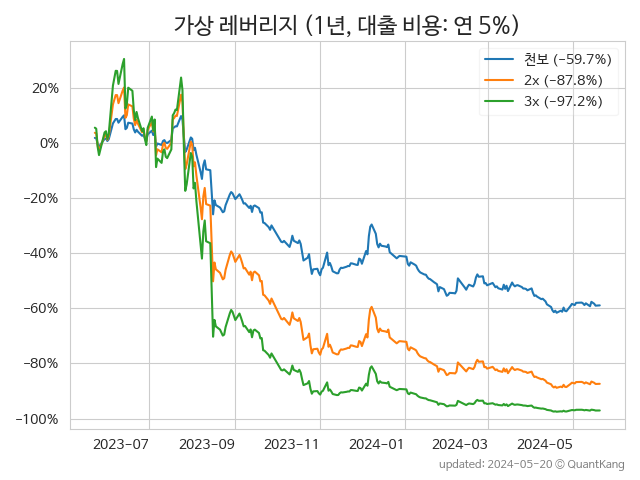 가상 레버리지 (1년, 대출 비용: 연 5%)
천보 (−59.7%)
2x (−87.8%)
3x (−97.2%)
20%
0%
−20%
−40%
−60%
−80%
−100%
2023-07 2023-09 2023-11 2024-01 2024-03 2024-05
updated: 2024-05-20 © QuantKang